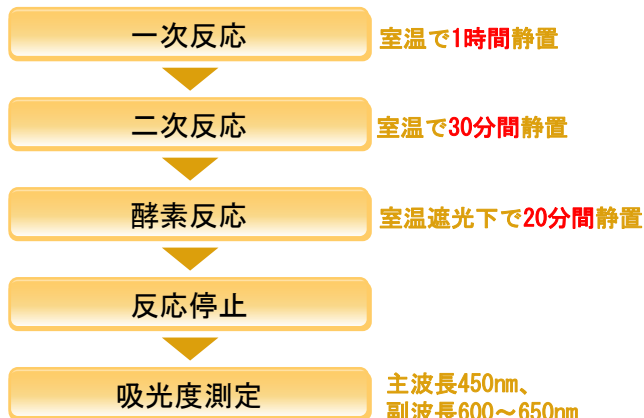 一次反応
室温で1時間静置
二次反応
室温で30分間静置
酵素反応
室温遮光下で20分間静置
反応停止
吸光度測定
主波長450nm、
副波長600～650nm